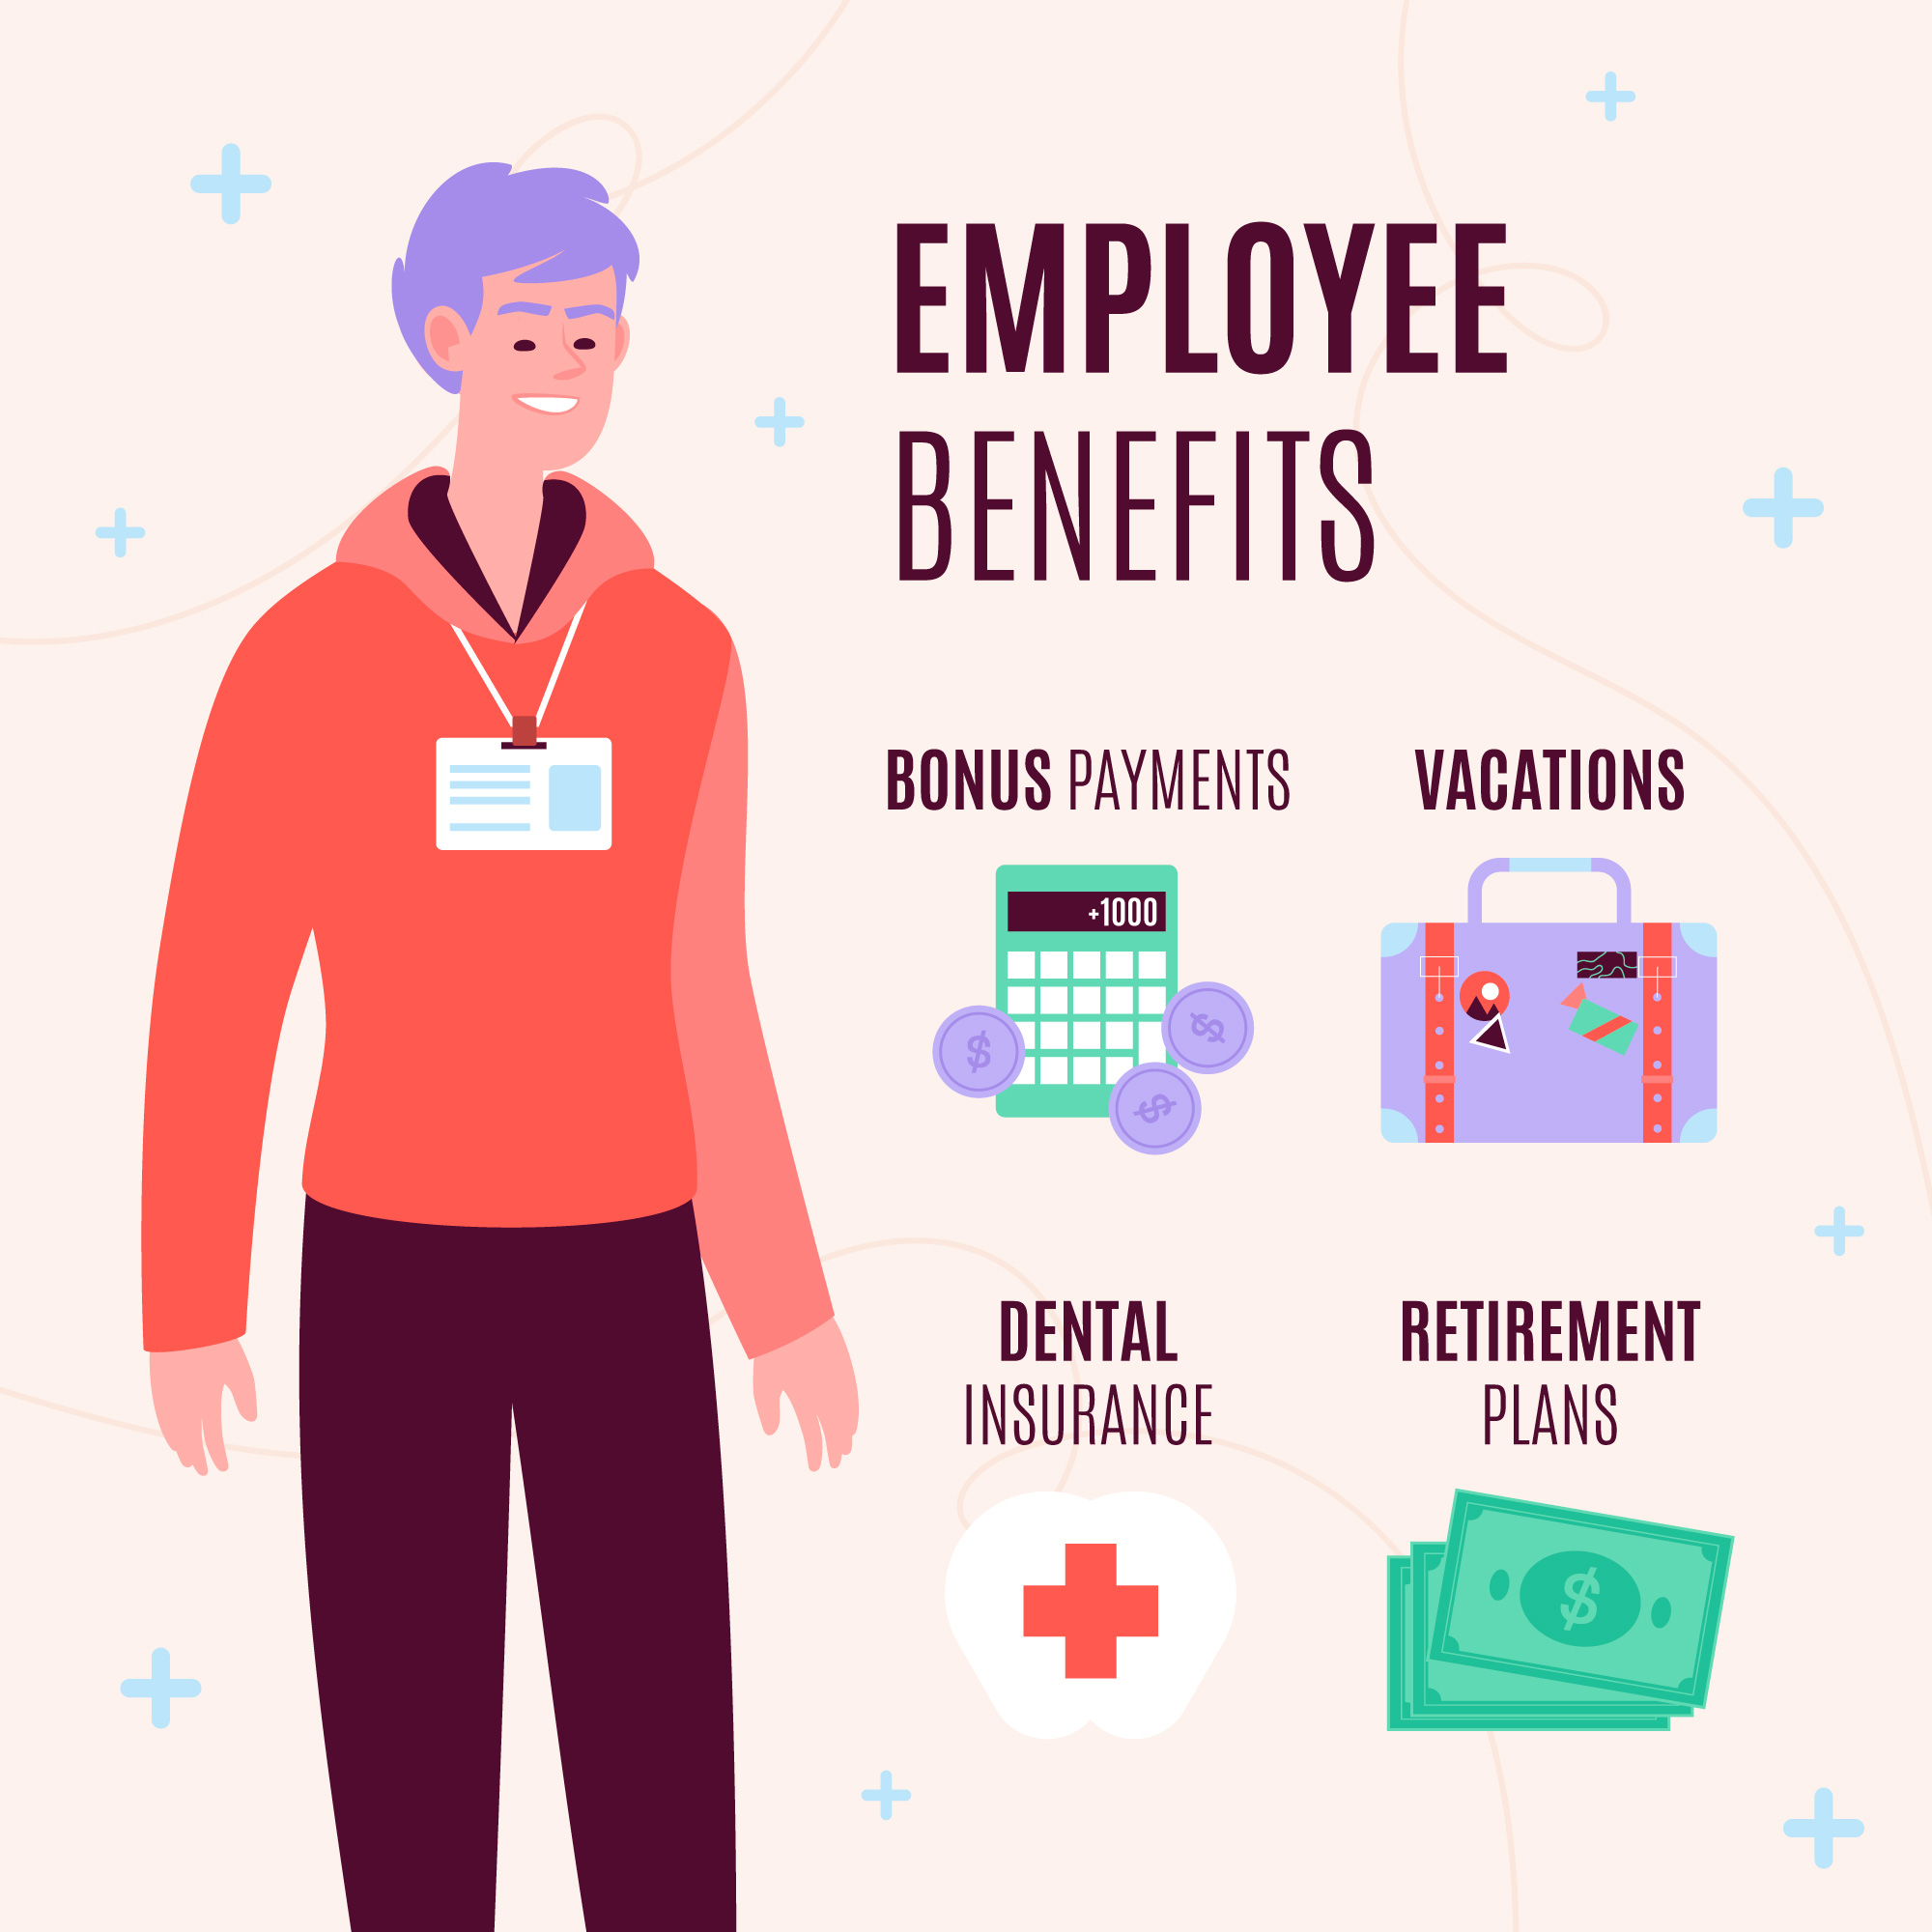 EMPLOYEE
BENEFITS
BONUS PAYMENTS
+1000
$
$
$
VACATIONS
DENTAL
INSURANCE
RETIREMENT
PLANS
$